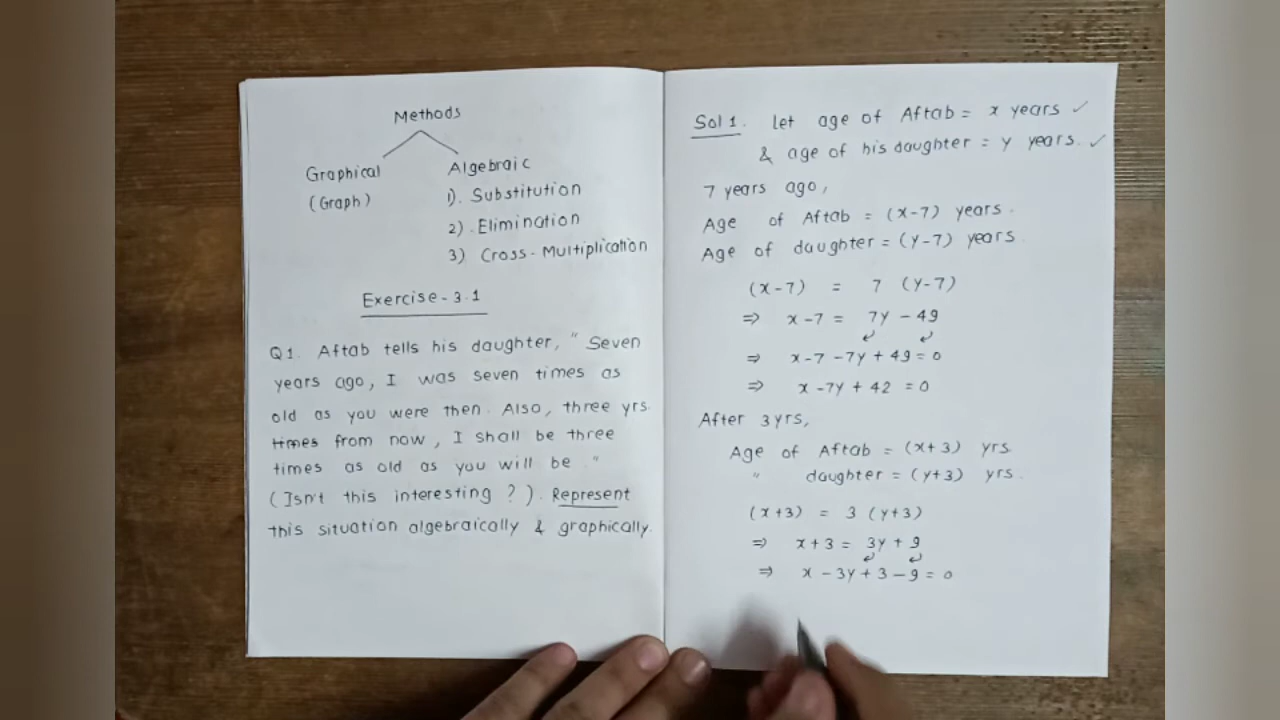 Methods
Graphical
(Graph)
Algebraic
1). Substitution
2). Elimination
3) Cross-Multiplication
Exercise-3.1
Q1. Aftab tells his daughter, "Seven
years ago, I was seven times as
old as you were then. Also, three yrs.
times from now, I shall be three
times as old as you will be"
(Isn't this interesting?). Represent
this situation algebraically & graphically.
Sol 1. let age of Aftab = x years ✓
& age of his daughter = y years. ✓
7 years ago,
Age of Aftab = (x-7) years.
Age of daughter = (y-7) years
(x-7) = 7 (y-7)
⇒ x-7 = 7y - 49
⇒ x-7-7y+49=0
⇒ x-7y+42 = 0
After 3yrs,
Age of Aftab = (x+3) yrs.
" daughter = (y+3) yrs.
(x+3) = 3 (y+3)
⇒ x+3 = 3y+9
⇒ x-3y+3-9=0